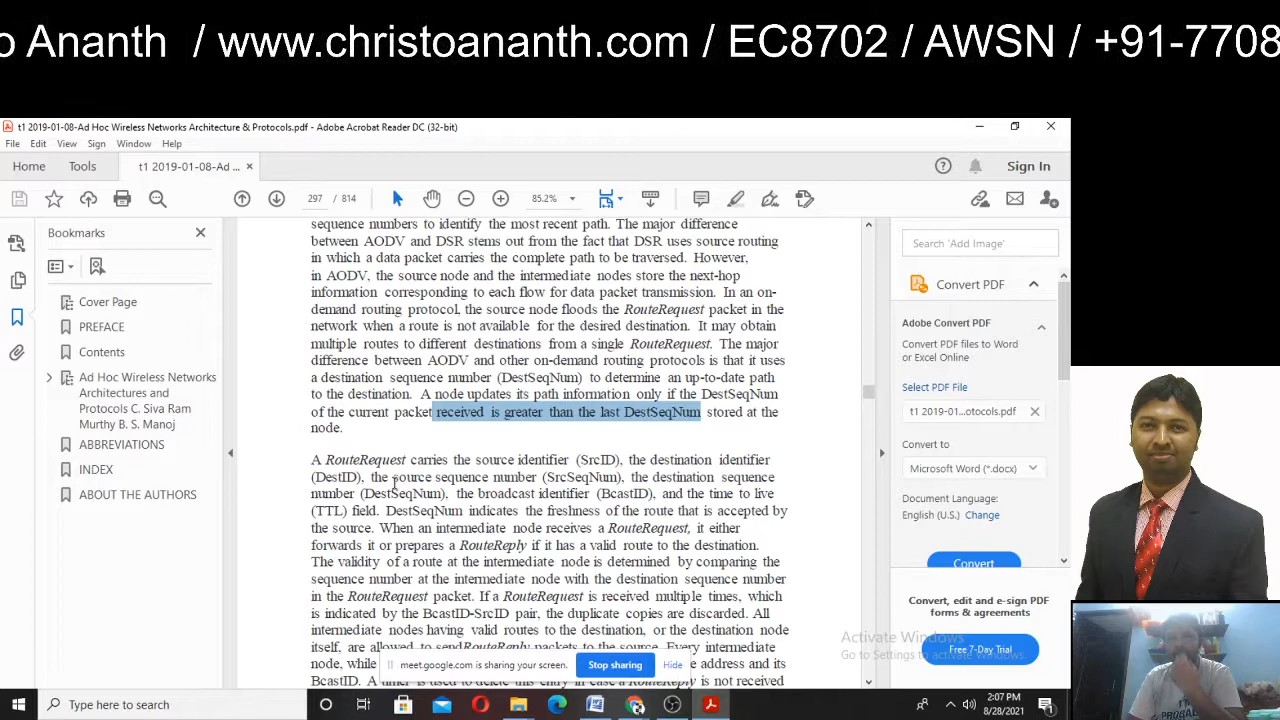 o Ananth / www.christoananth.com / EC8702 / AWSN / +91-7708
t1 2019-01-08-Ad Hoc Wireless Networks Architecture & Protocols.pdf - Adobe Acrobat Reader DC (32-bit)
File Edit View Sign Window Help
Home Tools t1 2019-01-08-Ad ... × Sign In
297 / 814 85.2%
Bookmarks
Cover Page
PREFACE
Contents
Ad Hoc Wireless Networks
Architectures and
Protocols C. Siva Ram
Murthy B. S. Manoj
ABBREVIATIONS
INDEX
ABOUT THE AUTHORS
sequence numbers to identify the most recent path. The major difference
between AODV and DSR stems out from the fact that DSR uses source routing
in which a data packet carries the complete path to be traversed. However,
in AODV, the source node and the intermediate nodes store the next-hop
information corresponding to each flow for data packet transmission. In an on-
demand routing protocol, the source node floods the RouteRequest packet in the
network when a route is not available for the desired destination. It may obtain
multiple routes to different destinations from a single RouteRequest. The major
difference between AODV and other on-demand routing protocols is that it uses
a destination sequence number (DestSeqNum) to determine an up-to-date path
to the destination. A node updates its path information only if the DestSeqNum
of the current packet received is greater than the last DestSeqNum stored at the
node.
A RouteRequest carries the source identifier (SrcID), the destination identifier
(DestID), the source sequence number (SrcSeqNum), the destination sequence
number (DestSeqNum), the broadcast identifier (BcastID), and the time to live
(TTL) field. DestSeqNum indicates the freshness of the route that is accepted by
the source. When an intermediate node receives a RouteRequest, it either
forwards it or prepares a RouteReply if it has a valid route to the destination.
The validity of a route at the intermediate node is determined by comparing the
sequence number at the intermediate node with the destination sequence number
in the RouteRequest packet. If a RouteRequest is received multiple times, which
is indicated by the BcastID-SrcID pair, the duplicate copies are discarded. All
intermediate nodes having valid routes to the destination, or the destination node
itself, are allowed to send RouteReply packets to the source. Every intermediate
node, while e address and its
BcastID. A timer is used to delete this entry in case a RouteReply is not received
meet.google.com is sharing your screen. Stop sharing Hide
Search 'Add Image'
Convert PDF
Adobe Convert PDF
Convert PDF files to Word
or Excel Online
Select PDF File
t1 2019-01...otocols.pdf ×
Convert to
Microsoft Word (*.docx)
Document Language:
English (U.S.) Change
Convert
Convert, edit and e-sign PDF
forms & agreements
Free 7-Day Trial
Activate Windows
Go to Settings to activate Windows.
Type here to search
2:07 PM
8/28/2021